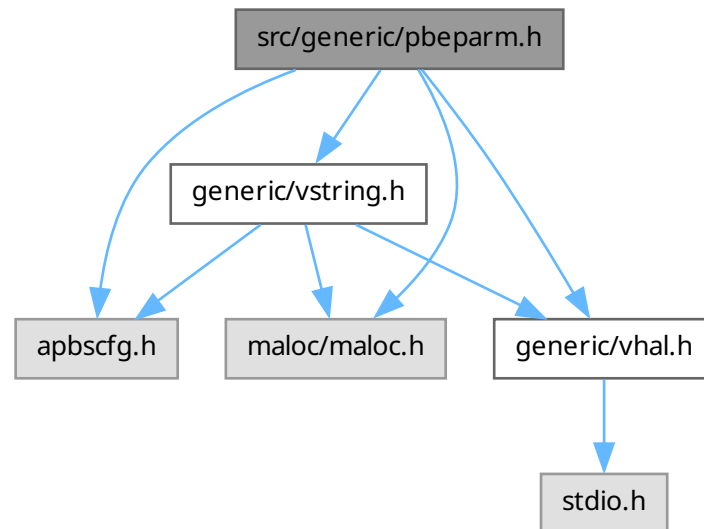 src/generic/pbeparm.h
generic/vstring.h
apbscfg.h
maloc/maloc.h
generic/vhal.h
stdio.h